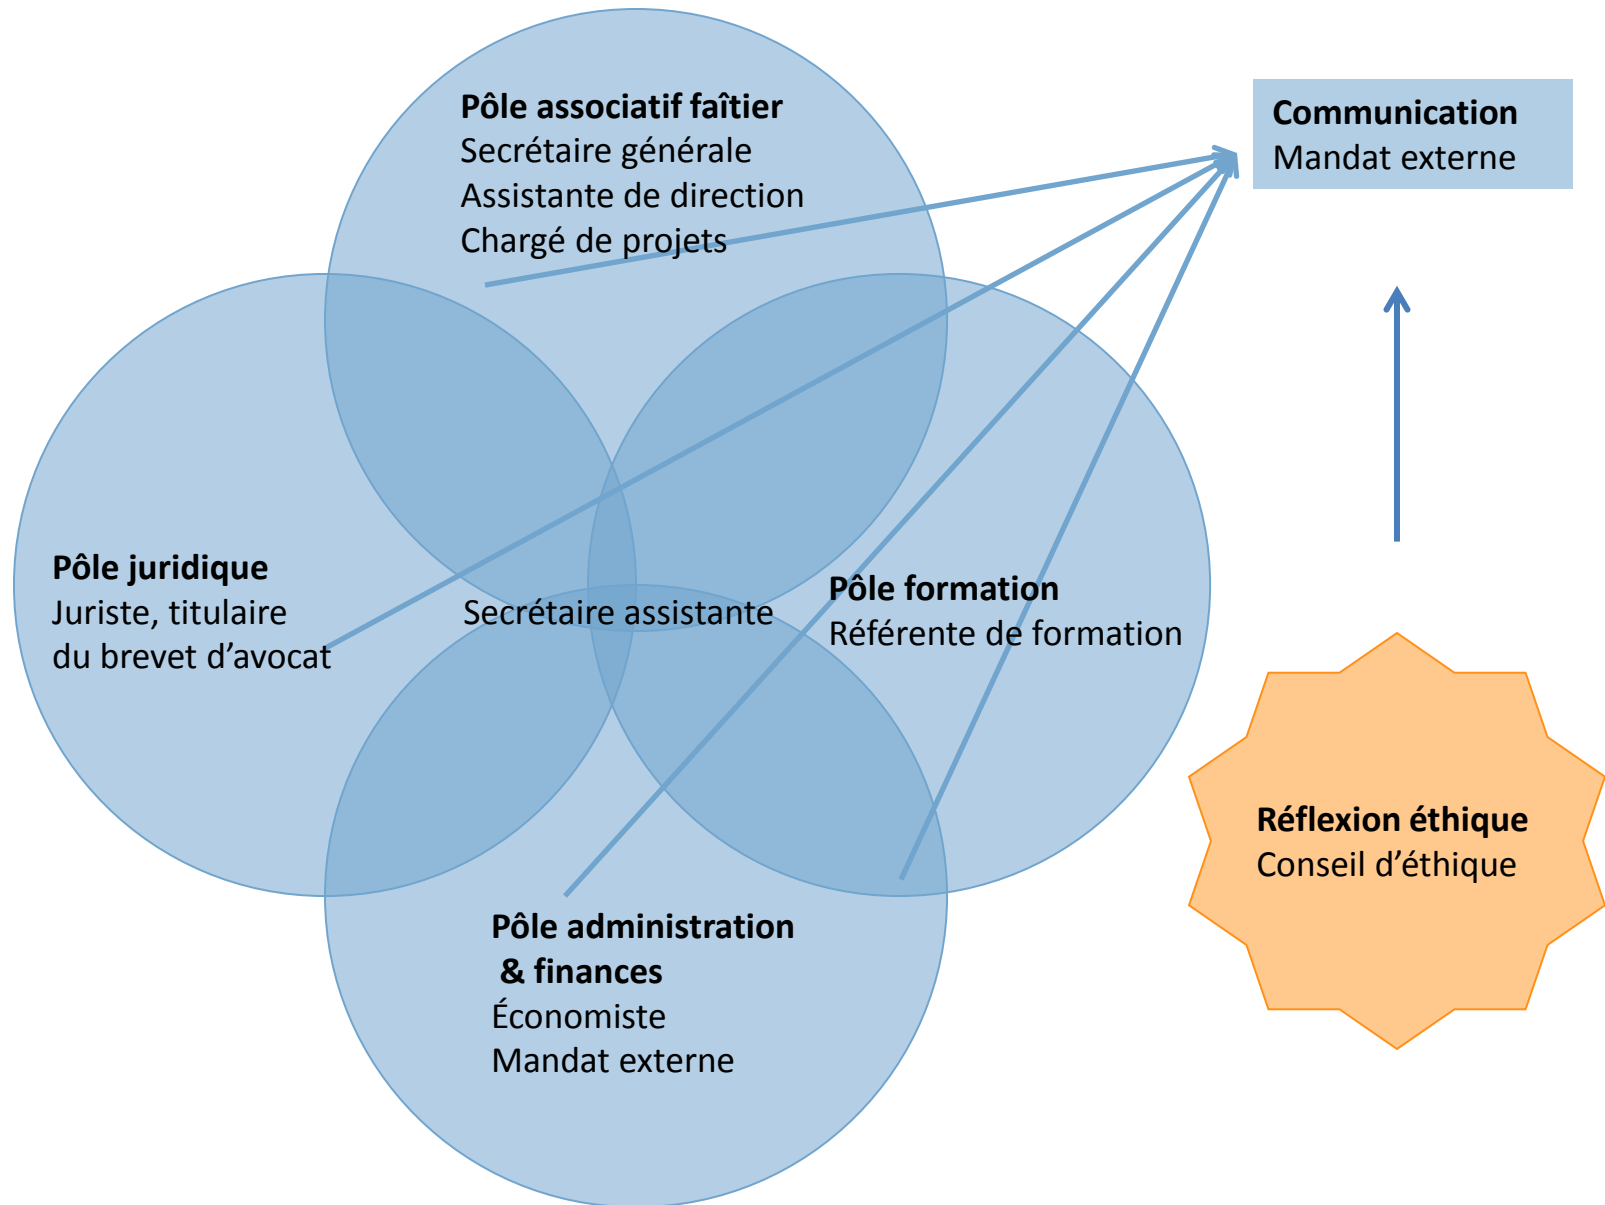 Pôle associatif faîtier
Secrétaire générale
Assistante de direction
Chargé de projets
Communication
Mandat externe
Pôle juridique
Juriste, titulaire
du brevet d’avocat
Secrétaire assistante
Pôle formation
Référente de formation
Réflexion éthique
Conseil d’éthique
Pôle administration
& finances
Économiste
Mandat externe